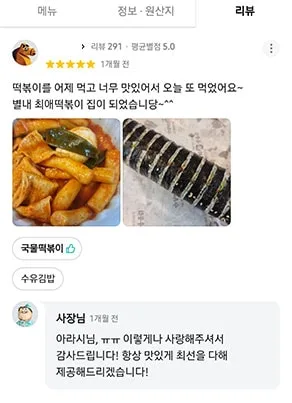 메뉴 정보·원산지 리뷰
리뷰 291 · 평균별점 5.0
1개월 전
떡볶이를 어제 먹고 너무 맛있어서 오늘 또 먹었어요~
별내 최애떡볶이 집이 되었습니당~^^
국물떡볶이
수유김밥
사장님 1개월 전
아라시님, ㅠㅠ 이렇게나 사랑해주셔서
감사드립니다! 항상 맛있게 최선을 다해
제공해드리겠습니다!